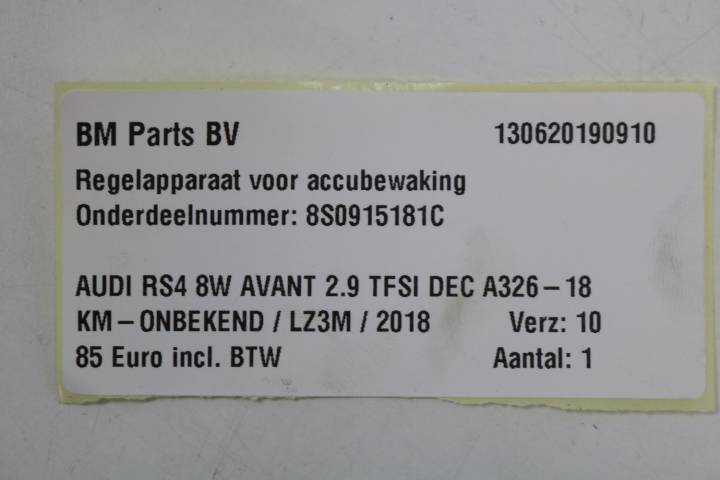 BM Parts BV 130620190910
Regelapparaat voor accubewaking
Onderdeelnummer: 8S0915181C
AUDI RS4 8W AVANT 2.9 TFSI DEC A326-18
KM-ONBEKEND / LZ3M / 2018 Verz: 10
85 Euro incl. BTW Aantal: 1